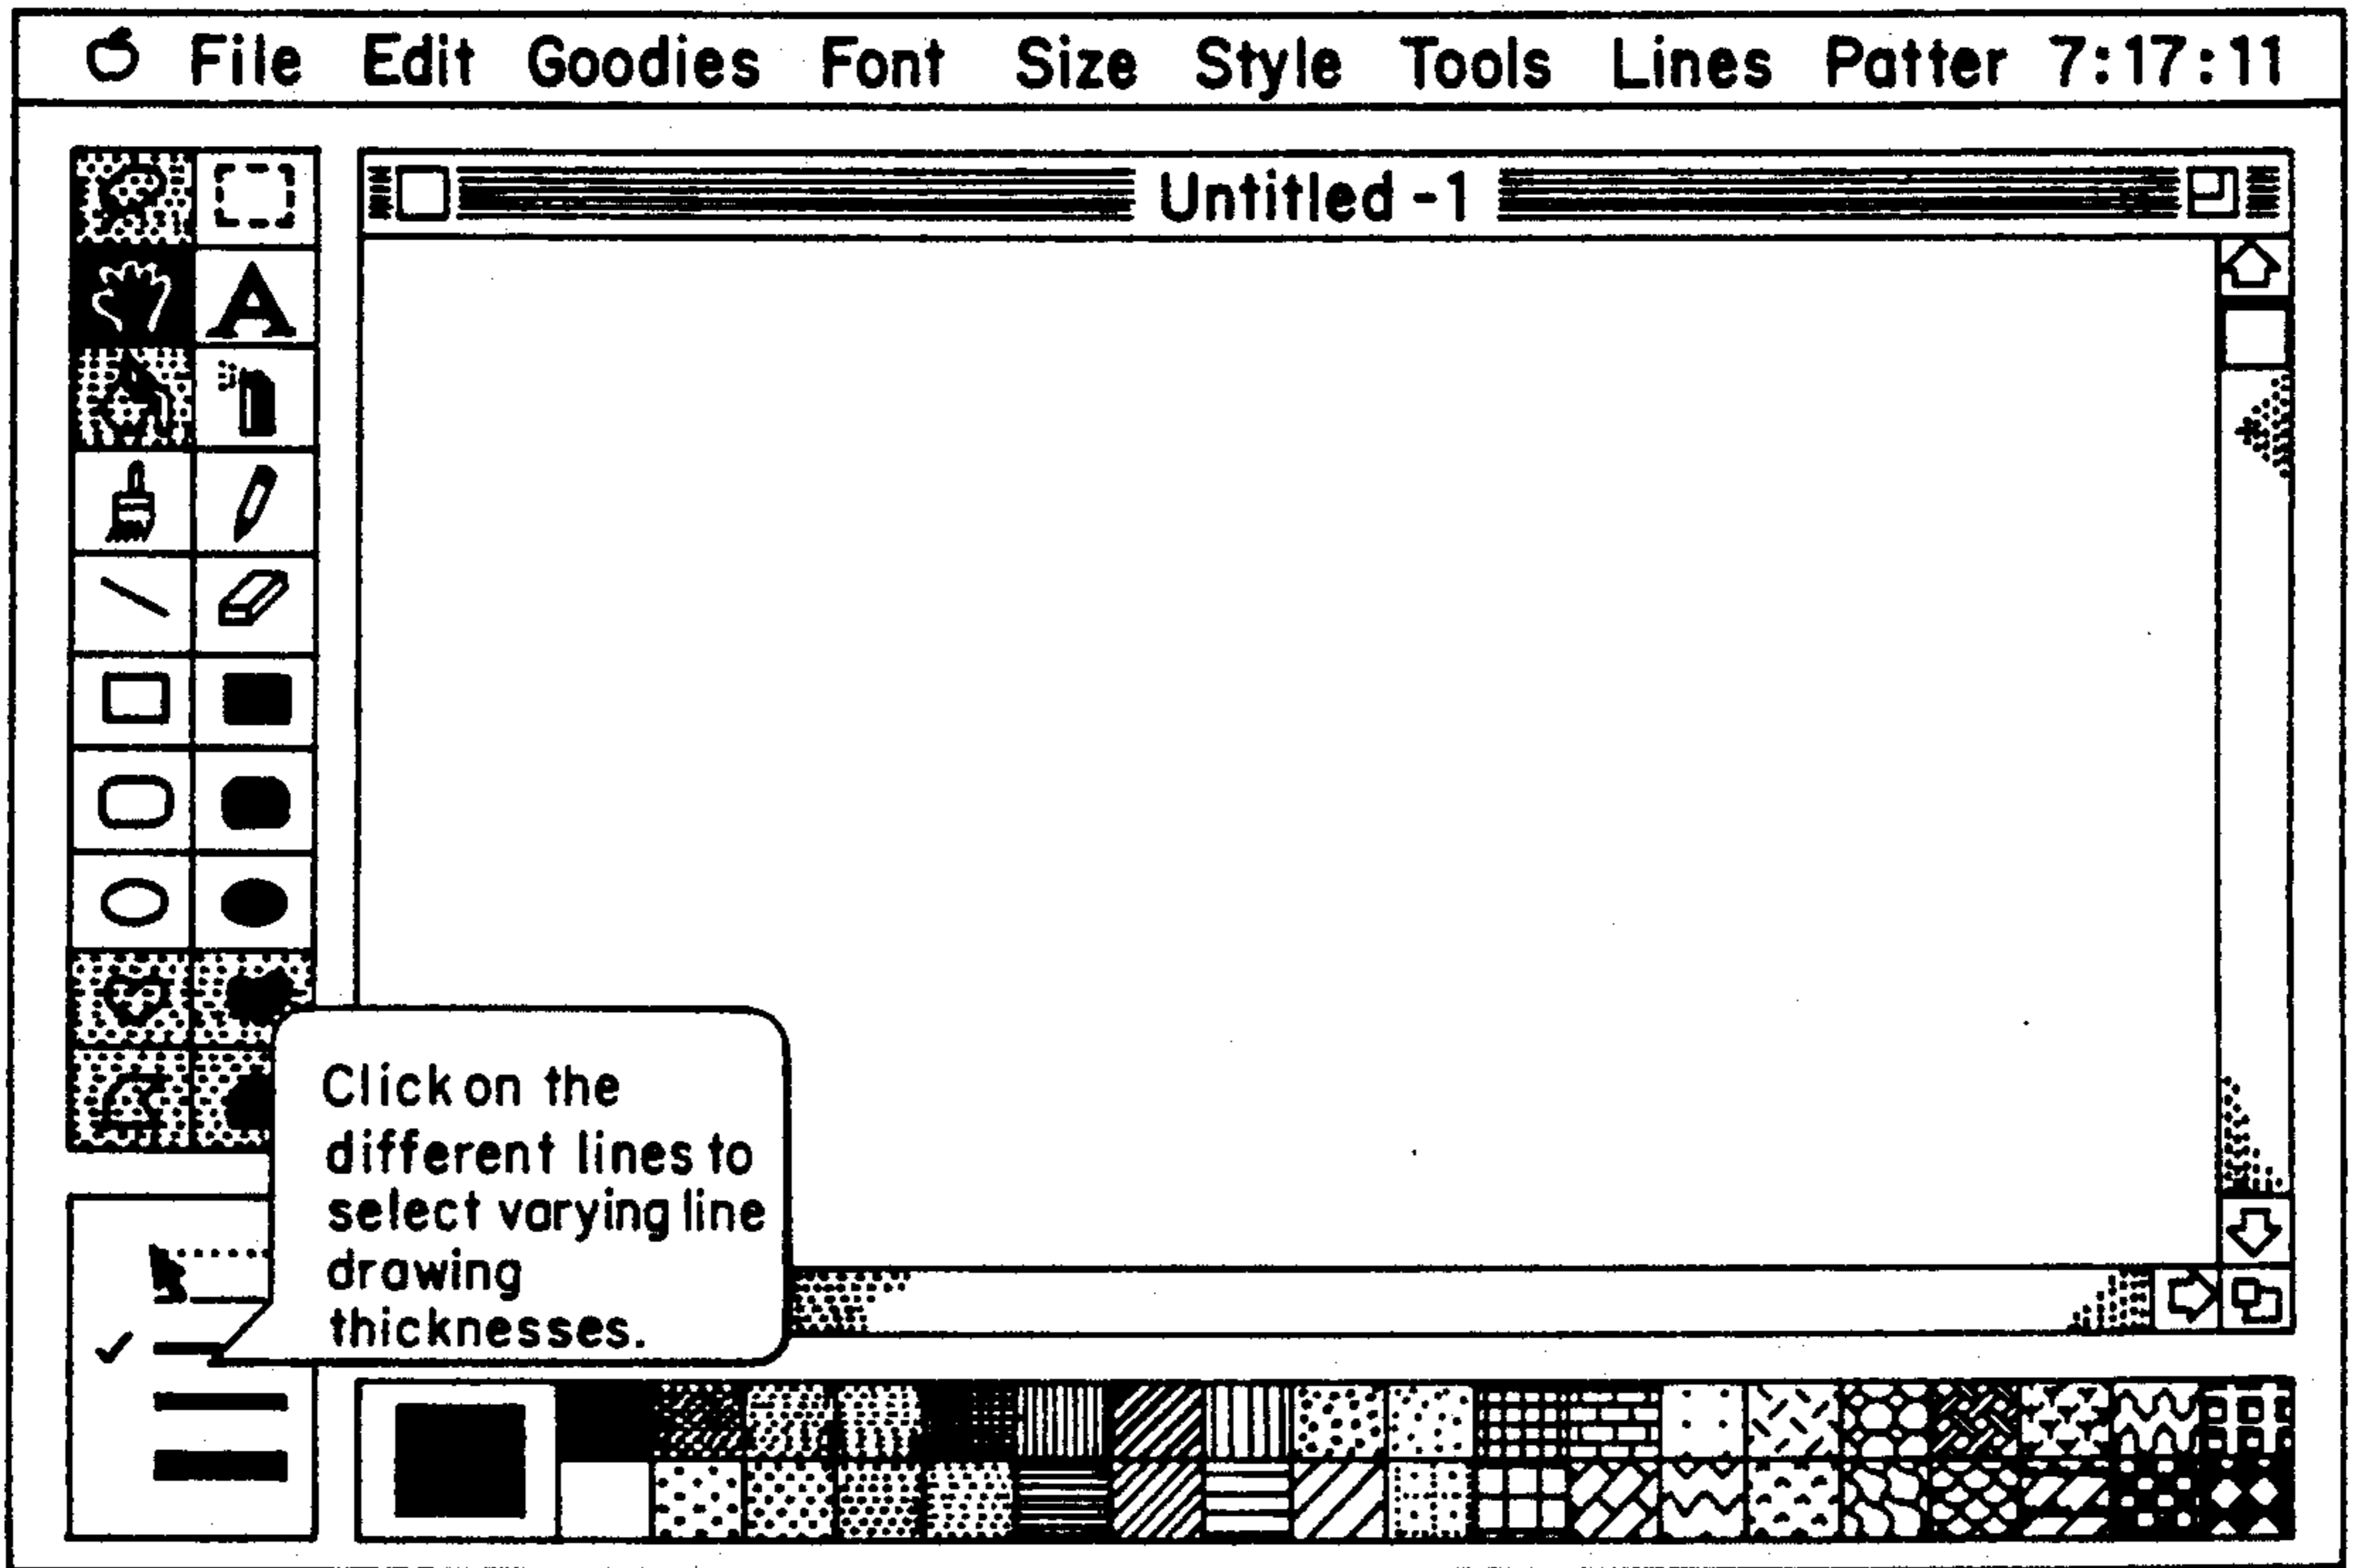 File Edit Goodies Font Size Style Tools Lines Patter 7:17:11
Untitled -1
A
Click on the
different lines to
select varying line
drawing
thicknesses.